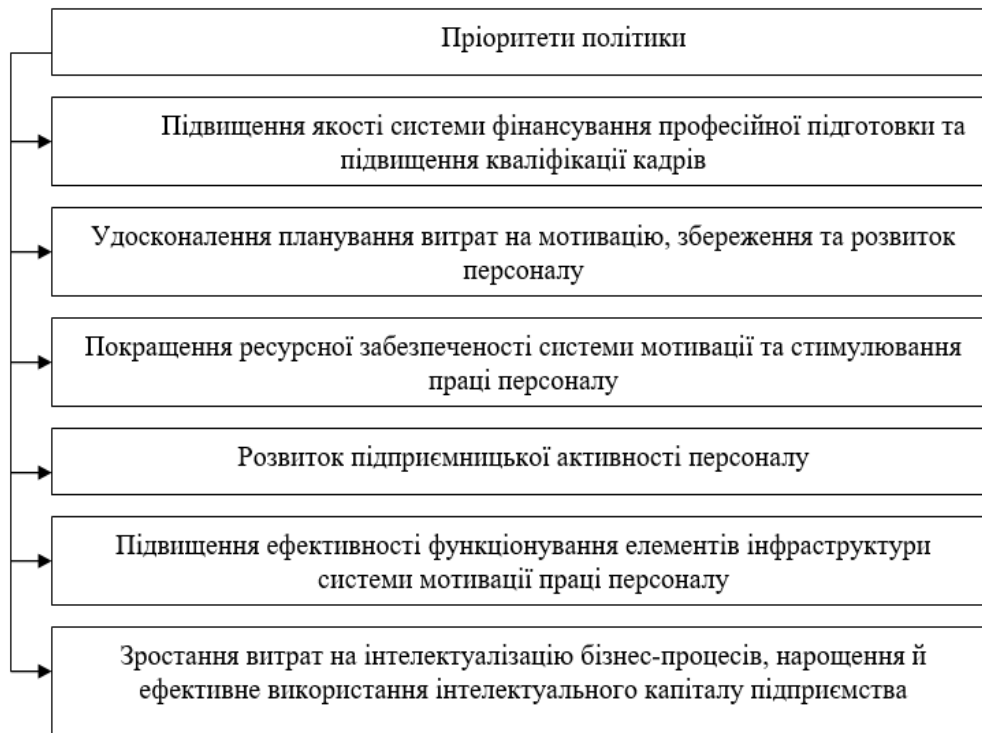 Пріоритети політики
Підвищення якості системи фінансування професійної підготовки та
підвищення кваліфікації кадрів
Удосконалення планування витрат на мотивацію, збереження та розвиток
персоналу
Покращення ресурсної забезпеченості системи мотивації та стимулювання
праці персоналу
Розвиток підприємницької активності персоналу
Підвищення ефективності функціонування елементів інфраструктури
системи мотивації праці персоналу
Зростання витрат на інтелектуалізацію бізнес-процесів, нарощення й
ефективне використання інтелектуального капіталу підприємства